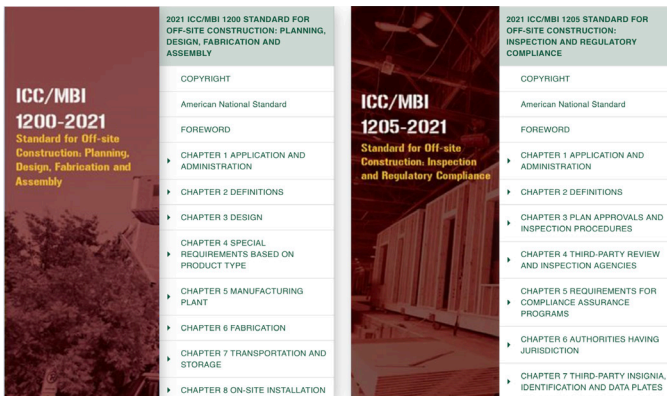 ICC/MBI
1200-2021
Standard for Off-site
Construction: Planning,
Design, Fabrication and
Assembly
2021 ICC/MBI 1200 STANDARD FOR
OFF-SITE CONSTRUCTION: PLANNING,
DESIGN, FABRICATION AND
ASSEMBLY
COPYRIGHT
American National Standard
FOREWORD
CHAPTER 1 APPLICATION AND
ADMINISTRATION
CHAPTER 2 DEFINITIONS
CHAPTER 3 DESIGN
CHAPTER 4 SPECIAL
REQUIREMENTS BASED ON
PRODUCT TYPE
CHAPTER 5 MANUFACTURING
PLANT
CHAPTER 6 FABRICATION
CHAPTER 7 TRANSPORTATION AND
STORAGE
CHAPTER 8 ON-SITE INSTALLATION
ICC/MBI
1205-2021
Standard for Off-site
Construction: Inspection
and Regulatory Compliance
2021 ICC/MBI 1205 STANDARD FOR
OFF-SITE CONSTRUCTION:
INSPECTION AND REGULATORY
COMPLIANCE
COPYRIGHT
American National Standard
FOREWORD
CHAPTER 1 APPLICATION AND
ADMINISTRATION
CHAPTER 2 DEFINITIONS
CHAPTER 3 PLAN APPROVALS AND
INSPECTION PROCEDURES
CHAPTER 4 THIRD-PARTY REVIEW
AND INSPECTION AGENCIES
CHAPTER 5 REQUIREMENTS FOR
COMPLIANCE ASSURANCE
PROGRAMS
CHAPTER 6 AUTHORITIES HAVING
JURISDICTION
CHAPTER 7 THIRD-PARTY INSIGNIA,
IDENTIFICATION AND DATA PLATES